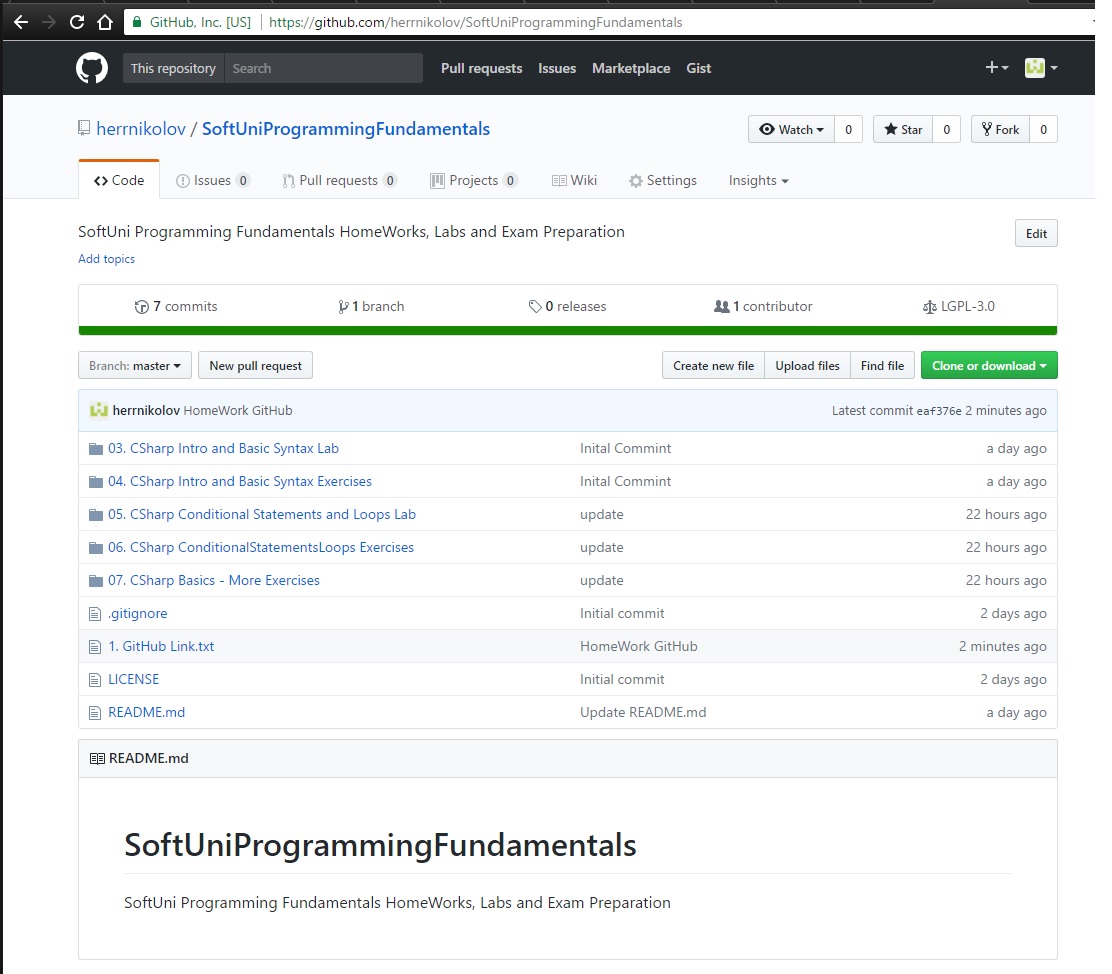 GitHub, Inc. [US] https://github.com/herrnikolov/SoftUniProgrammingFundamentals
This repository Search Pull requests Issues Marketplace Gist
herrnikolov / SoftUniProgrammingFundamentals Watch 0 Star 0 Fork 0
Code Issues 0 Pull requests 0 Projects 0 Wiki Settings Insights
SoftUni Programming Fundamentals HomeWorks, Labs and Exam Preparation Edit
Add topics
7 commits 1 branch 0 releases 1 contributor LGPL-3.0
Branch: master New pull request Create new file Upload files Find file Clone or download
herrnikolov HomeWork GitHub Latest commit eaf376e 2 minutes ago
03. CSharp Intro and Basic Syntax Lab Inital Commint a day ago
04. CSharp Intro and Basic Syntax Exercises Inital Commint a day ago
05. CSharp Conditional Statements and Loops Lab update 22 hours ago
06. CSharp ConditionalStatementsLoops Exercises update 22 hours ago
07. CSharp Basics - More Exercises update 22 hours ago
.gitignore Initial commit 2 days ago
1. GitHub Link.txt HomeWork GitHub 2 minutes ago
LICENSE Initial commit 2 days ago
README.md Update README.md a day ago
README.md
SoftUniProgrammingFundamentals
SoftUni Programming Fundamentals HomeWorks, Labs and Exam Preparation